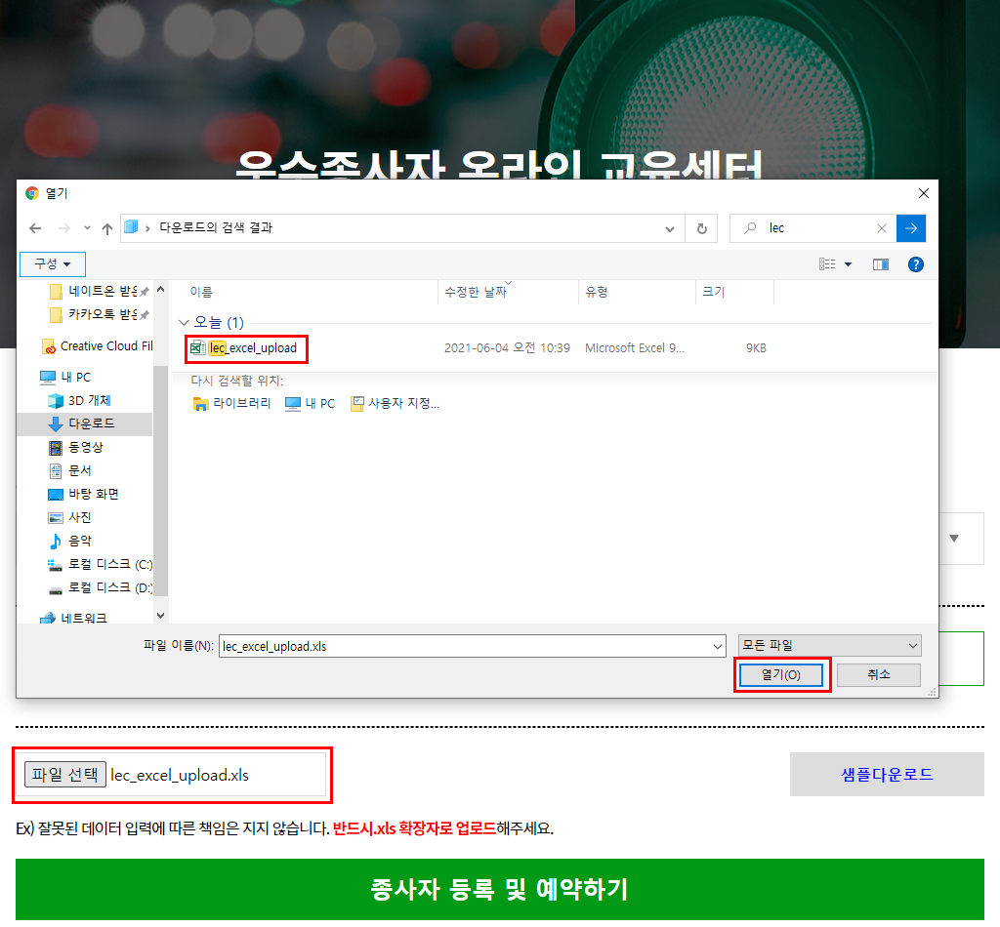 우수종사자 온라인 교육센터
열기
다운로드의 검색 결과
lec
구성
네이트온 받은
카카오톡 받은
Creative Cloud Fil
내 PC
3D 개체
다운로드
동영상
문서
바탕 화면
사진
음악
로컬 디스크 (C:)
로컬 디스크 (D:)
네트워크
이름 수정한 날짜 유형 크기
오늘 (1)
lec_excel_upload 2021-06-04 오전 10:39 Microsoft Excel 9... 9KB
다시 검색할 위치:
라이브러리 내 PC 사용자 지정...
파일 이름(N): lec_excel_upload.xls 모든 파일
열기(O) 취소
파일 선택 lec_excel_upload.xls 샘플다운로드
Ex) 잘못된 데이터 입력에 따른 책임은 지지 않습니다. 반드시.xls 확장자로 업로드해주세요.
종사자 등록 및 예약하기